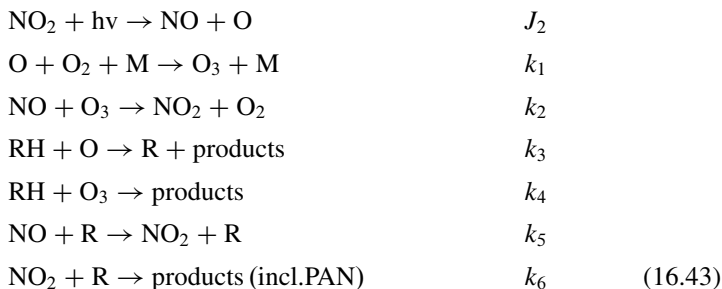 NO₂ + hv → NO + O J₂
O + O₂ + M → O₃ + M k₁
NO + O₃ → NO₂ + O₂ k₂
RH + O → R + products k₃
RH + O₃ → products k₄
NO + R → NO₂ + R k₅
NO₂ + R → products (incl.PAN) k₆ (16.43)